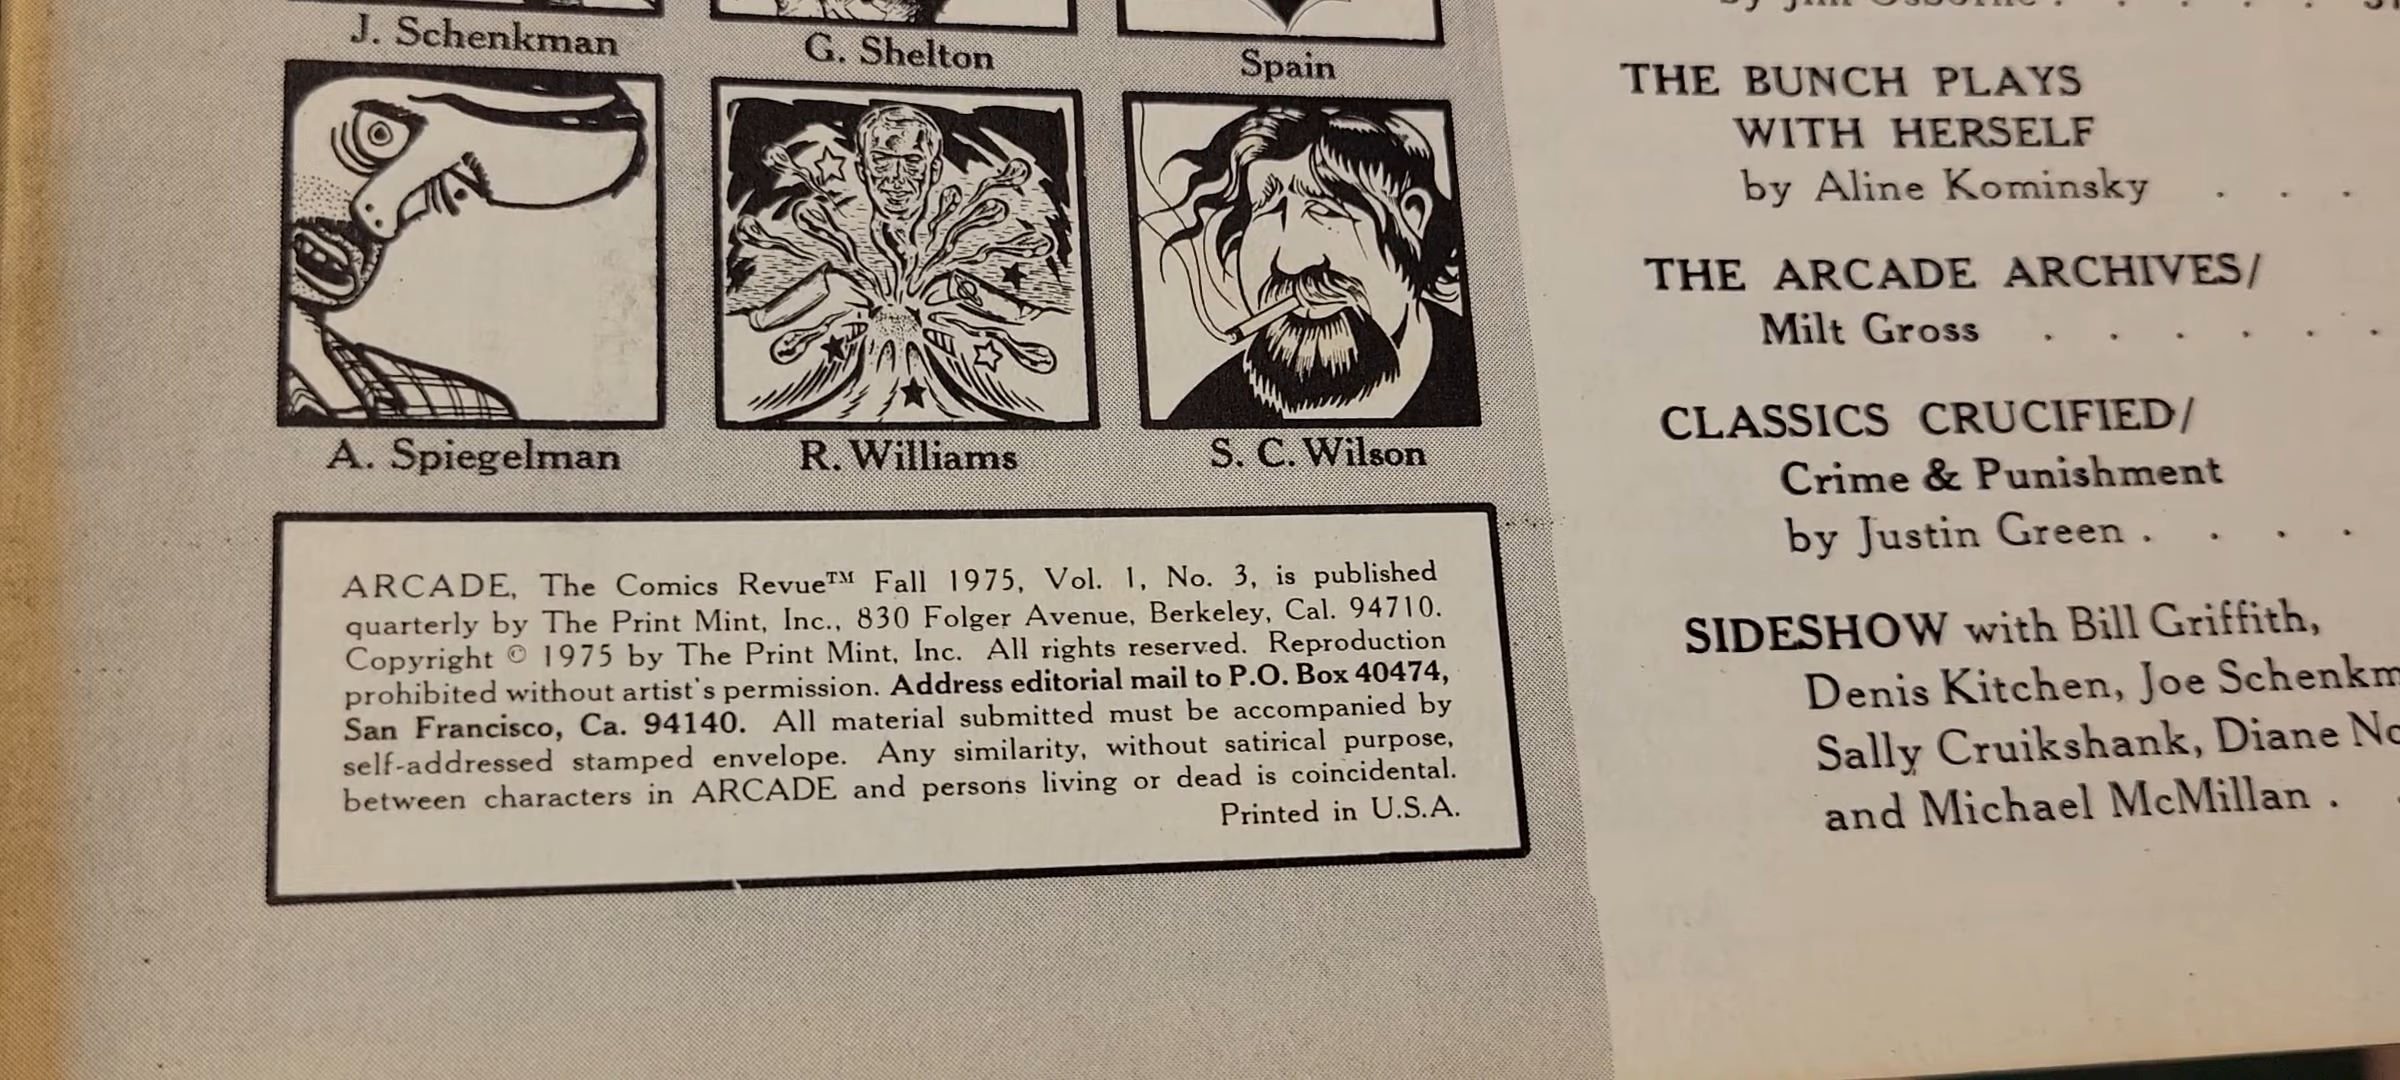 J. Schenkman
G. Shelton
Spain
A. Spiegelman
R. Williams
S. C. Wilson
ARCADE, The Comics Revue™ Fall 1975, Vol. 1, No. 3, is published
quarterly by The Print Mint, Inc., 830 Folger Avenue, Berkeley, Cal. 94710.
Copyright © 1975 by The Print Mint, Inc. All rights reserved. Reproduction
prohibited without artist's permission. Address editorial mail to P.O. Box 40474,
San Francisco, Ca. 94140. All material submitted must be accompanied by
self-addressed stamped envelope. Any similarity, without satirical purpose,
between characters in ARCADE and persons living or dead is coincidental.
Printed in U.S.A.
by Jim Osborne . . . . .
THE BUNCH PLAYS
WITH HERSELF
by Aline Kominsky . . .
THE ARCADE ARCHIVES/
Milt Gross . . . . . .
CLASSICS CRUCIFIED/
Crime & Punishment
by Justin Green . . . .
SIDESHOW with Bill Griffith,
Denis Kitchen, Joe Schenkm
Sally Cruikshank, Diane No
and Michael McMillan .